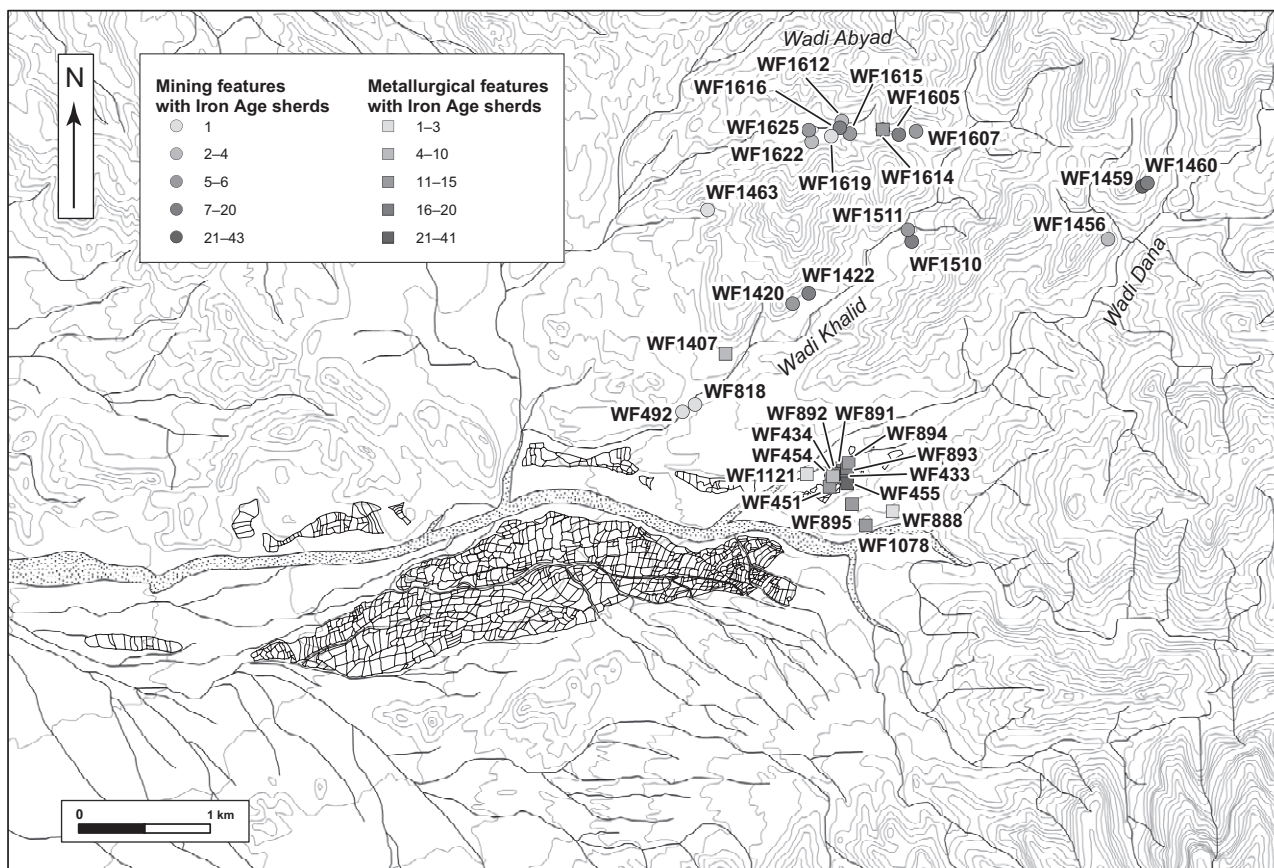 N
Mining features
with Iron Age sherds
1
2–4
5–6
7–20
21–43
Metallurgical features
with Iron Age sherds
1–3
4–10
11–15
16–20
21–41
Wadi Abyad
WF1612
WF1615
WF1616
WF1605
WF1625
WF1607
WF1622
WF1619
WF1614
WF1459
WF1460
WF1463
WF1511
WF1456
WF1510
Wadi Dana
WF1422
WF1420
Wadi Khalid
WF1407
WF818
WF492
WF892
WF891
WF434
WF894
WF454
WF893
WF1121
WF433
WF451
WF455
WF895
WF888
WF1078
0
1 km